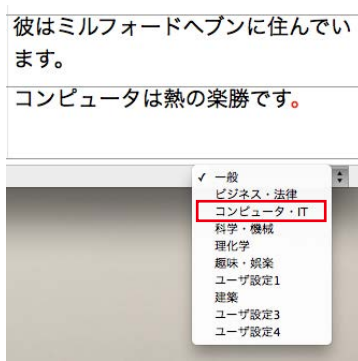 彼はミルフォードヘブンに住んでい
ます。
コンピュータは熱の楽勝です。
✓ 一般
ビジネス・法律
コンピュータ・IT
科学・機械
理化学
趣味・娯楽
ユーザ設定1
建築
ユーザ設定3
ユーザ設定4